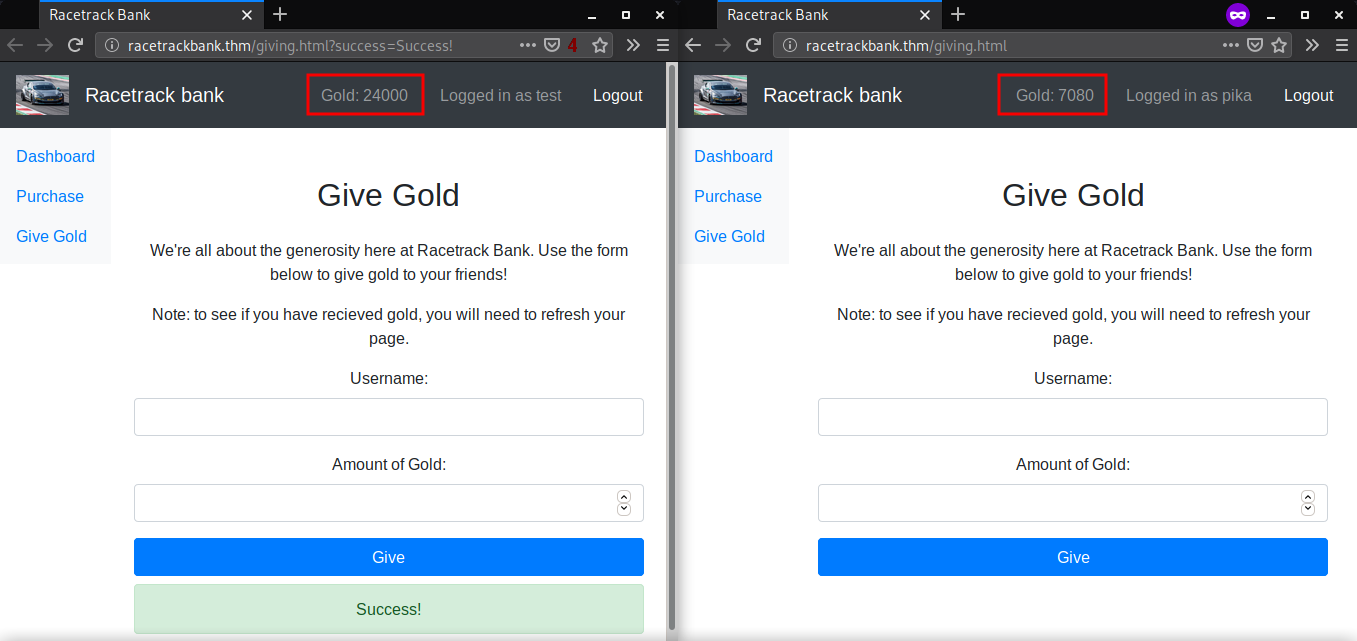 Racetrack Bank
racetrackbank.thm/giving.html?success=Success!
4
Racetrack bank
Gold: 24000
Logged in as test
Logout
Dashboard
Purchase
Give Gold
Give Gold
We're all about the generosity here at Racetrack Bank. Use the form
below to give gold to your friends!
Note: to see if you have recieved gold, you will need to refresh your
page.
Username:
Amount of Gold:
Give
Success!
Racetrack Bank
racetrackbank.thm/giving.html
Racetrack bank
Gold: 7080
Logged in as pika
Logout
Dashboard
Purchase
Give Gold
Give Gold
We're all about the generosity here at Racetrack Bank. Use the form
below to give gold to your friends!
Note: to see if you have recieved gold, you will need to refresh your
page.
Username:
Amount of Gold:
Give